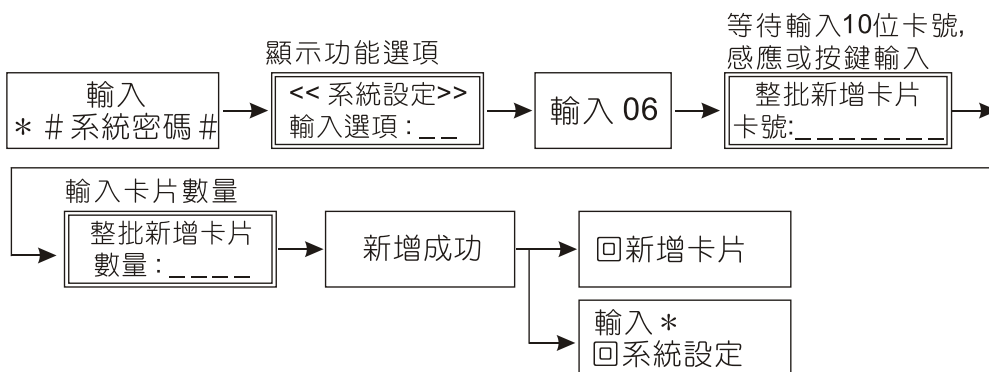 輸入
＊＃系統密碼＃
顯示功能選項
<< 系統設定>>
輸入選項：_ _
輸入 06
等待輸入10位卡號,
感應或按鍵輸入
整批新增卡片
卡號:_ _ _ _ _ _ _
輸入卡片數量
整批新增卡片
數量：_ _ _ _
新增成功
回新增卡片
輸入＊
回系統設定